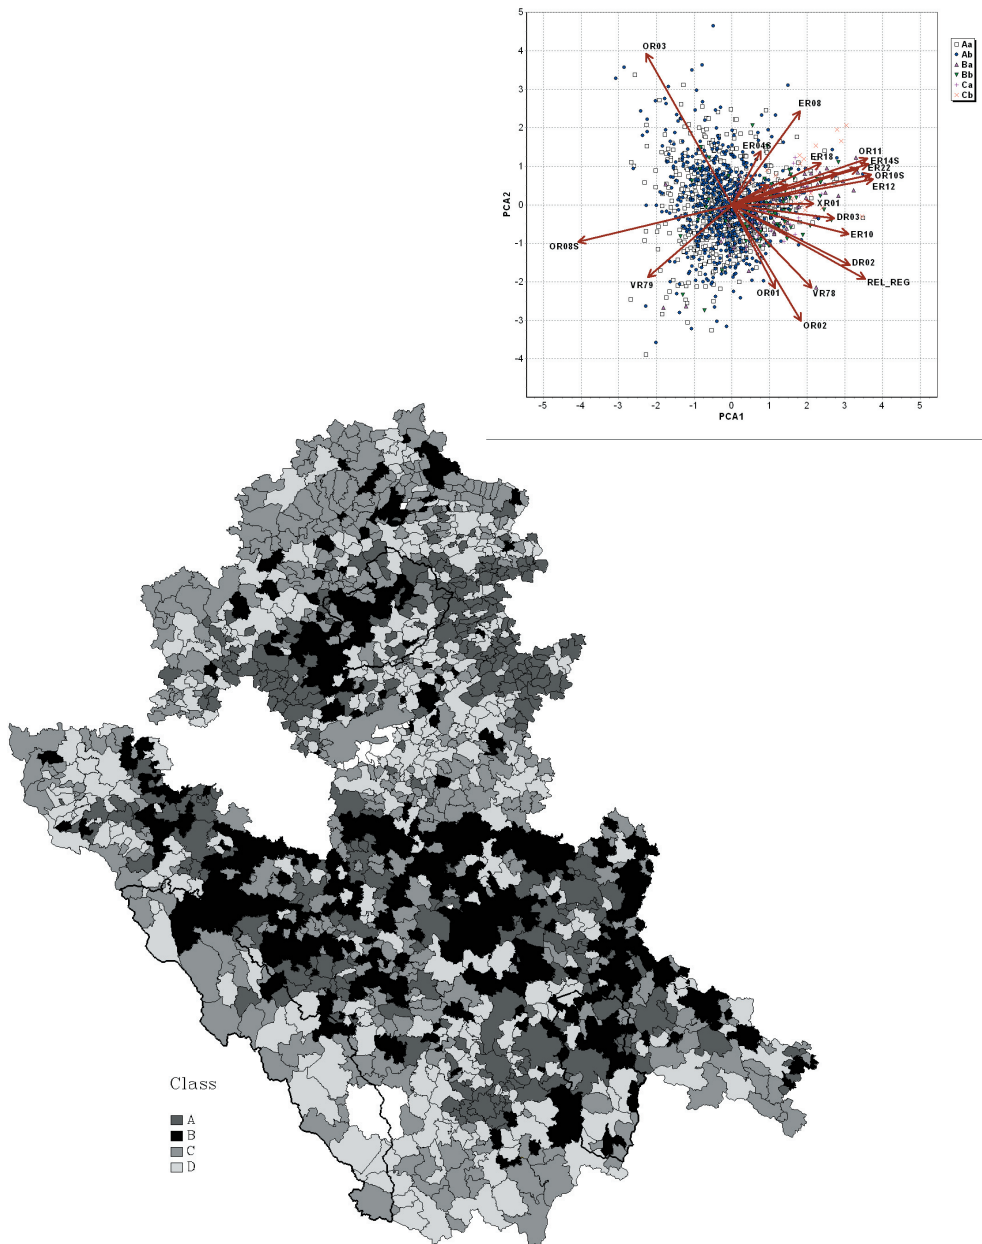 5
4
3
2
1
0
-1
-2
-3
-4
PCA2
-5 -4 -3 -2 -1 0 1 2 3 4 5
PCA1
OR03
ER08
ER04S
OR11
ER18
ER14S
ER22
OR10S
ER12
XR01
DR03
ER10
OR08S
DR02
VR79
REL_REG
OR01
VR78
OR02
Aa
Ab
Ba
Bb
Ca
Cb
Class
A
B
C
D